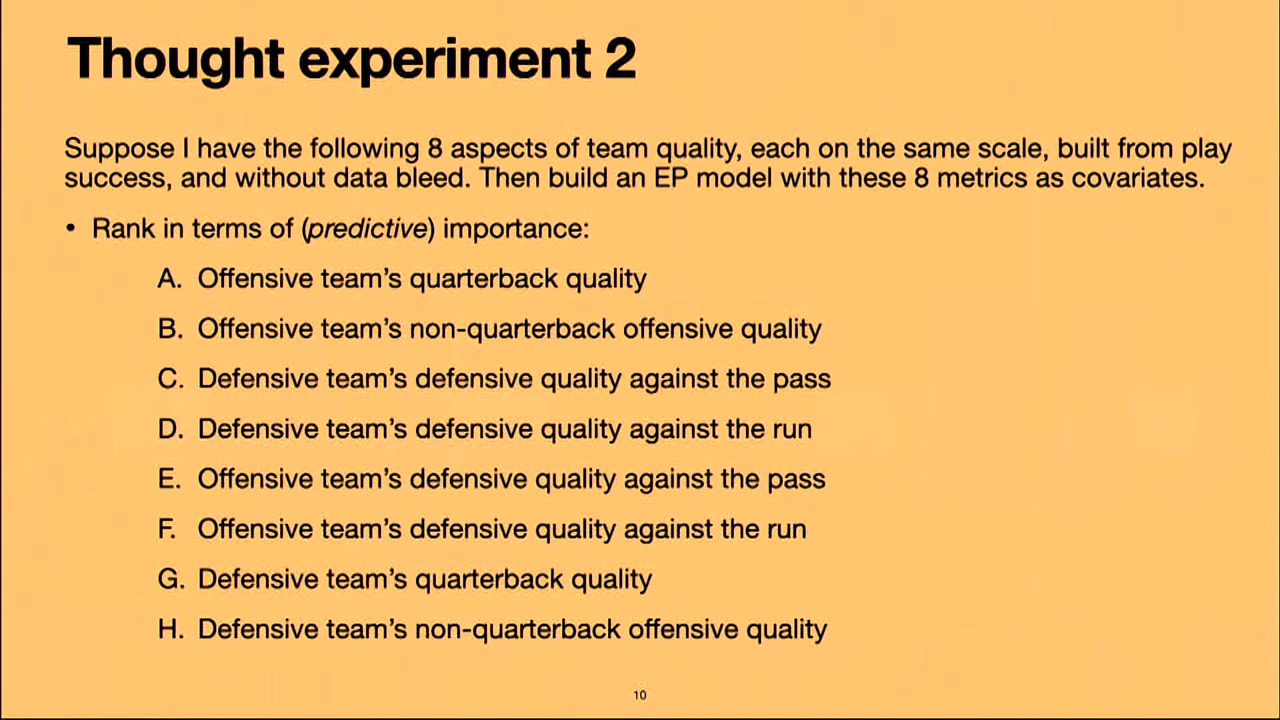 Thought experiment 2
Suppose I have the following 8 aspects of team quality, each on the same scale, built from play
success, and without data bleed. Then build an EP model with these 8 metrics as covariates.
• Rank in terms of (predictive) importance:
A. Offensive team’s quarterback quality
B. Offensive team’s non-quarterback offensive quality
C. Defensive team’s defensive quality against the pass
D. Defensive team’s defensive quality against the run
E. Offensive team’s defensive quality against the pass
F. Offensive team’s defensive quality against the run
G. Defensive team’s quarterback quality
H. Defensive team’s non-quarterback offensive quality
10